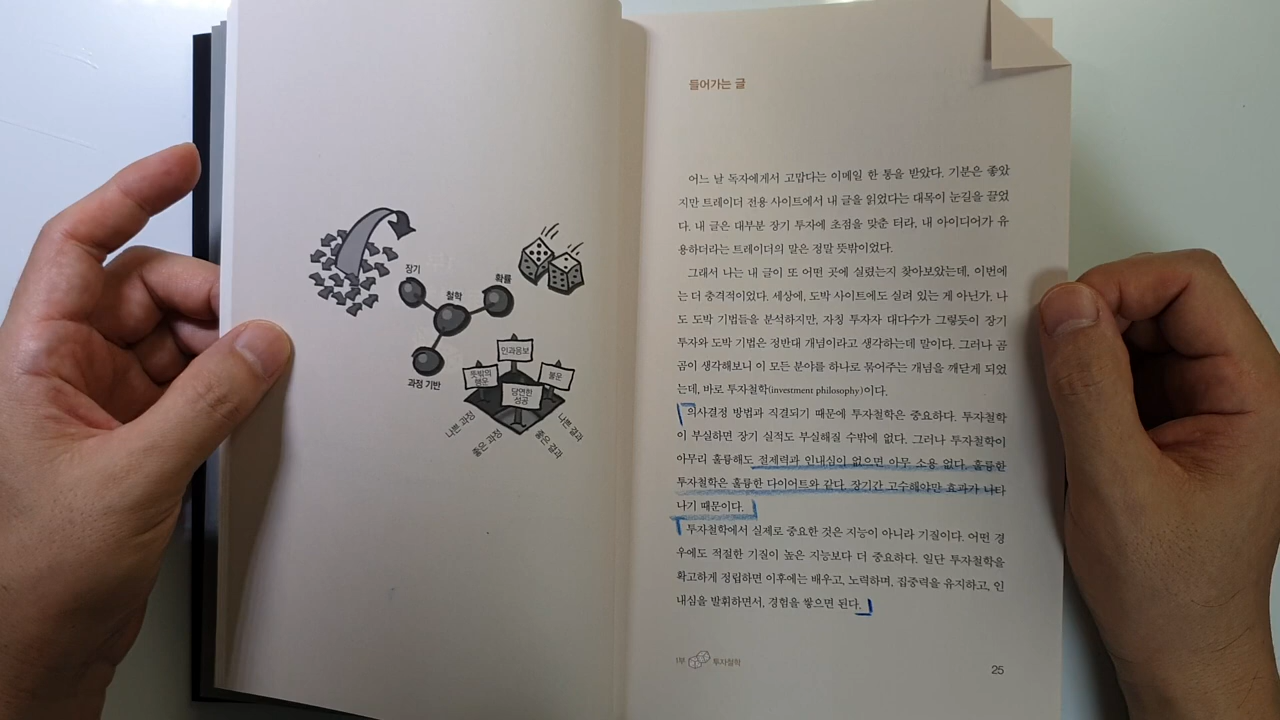 장기
확률
철학
과정 기반
인과응보
뜻밖의
행운
불운
당연한
성공
나쁜 과정
좋은 과정
좋은 결과
나쁜 결과
들어가는 글
어느 날 독자에게서 고맙다는 이메일 한 통을 받았다. 기분은 좋았
지만 트레이더 전용 사이트에서 내 글을 읽었다는 대목이 눈길을 끌었
다. 내 글은 대부분 장기 투자에 초점을 맞춘 터라, 내 아이디어가 유
용하더라는 트레이더의 말은 정말 뜻밖이었다.
그래서 나는 내 글이 또 어떤 곳에 실렸는지 찾아보았는데, 이번에
는 더 충격적이었다. 세상에, 도박 사이트에도 실려 있는 게 아닌가. 나
도 도박 기법들을 분석하지만, 자칭 투자자 대다수가 그렇듯이 장기
투자와 도박 기법은 정반대 개념이라고 생각하는데 말이다. 그러나 곰
곰이 생각해보니 이 모든 분야를 하나로 묶어주는 개념을 깨닫게 되었
는데, 바로 투자철학(investment philosophy)이다.
의사결정 방법과 직결되기 때문에 투자철학은 중요하다. 투자철학
이 부실하면 장기 실적도 부실해질 수밖에 없다. 그러나 투자철학이
아무리 훌륭해도 절제력과 인내심이 없으면 아무 소용 없다. 훌륭한
투자철학은 훌륭한 다이어트와 같다. 장기간 고수해야만 효과가 나타
나기 때문이다.
투자철학에서 실제로 중요한 것은 지능이 아니라 기질이다. 어떤 경
우에도 적절한 기질이 높은 지능보다 더 중요하다. 일단 투자철학을
확고하게 정립하면 이후에는 배우고, 노력하며, 집중력을 유지하고, 인
내심을 발휘하면서, 경험을 쌓으면 된다.
1부 투자철학
25